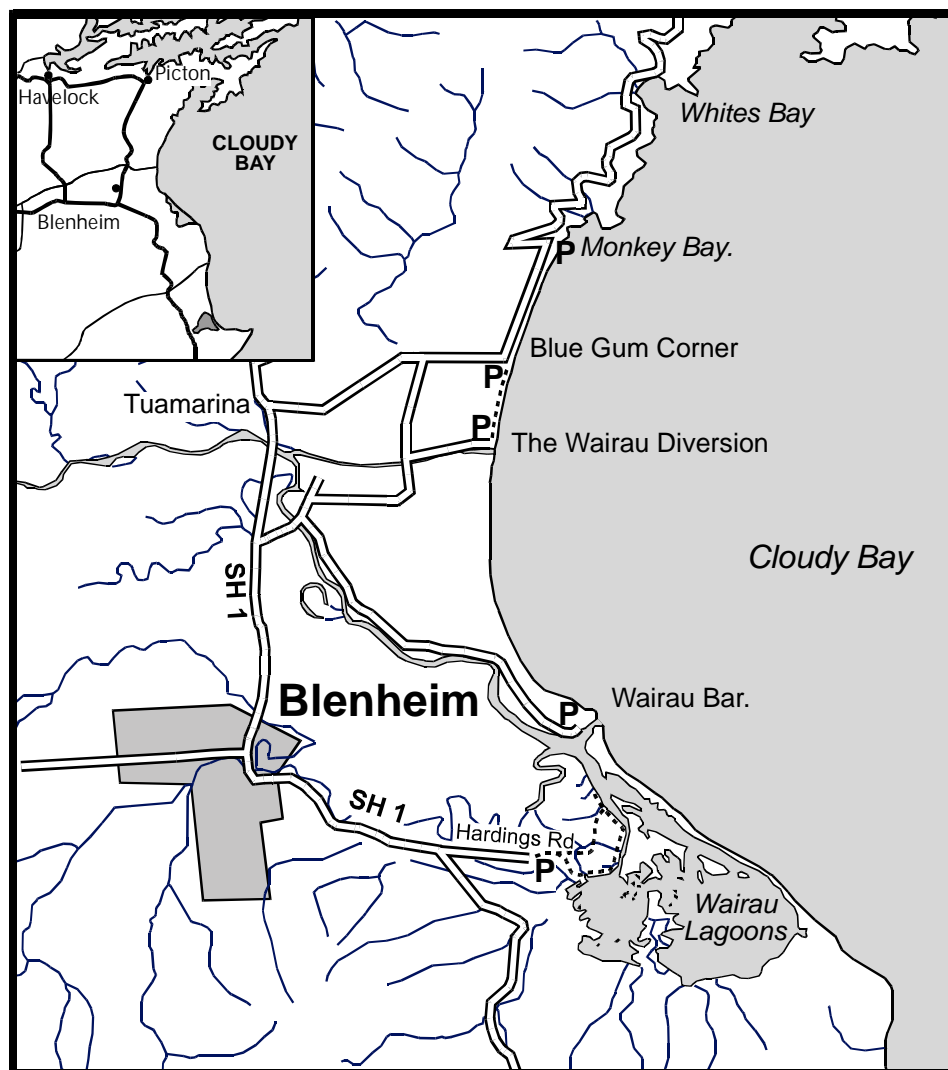 Picton
Havelock
CLOUDY
BAY
Blenheim
Whites Bay
P
Monkey Bay.
Blue Gum Corner
P
Tuamarina
P
The Wairau Diversion
Cloudy Bay
SH 1
Blenheim
Wairau Bar.
P
SH 1
Hardings Rd
P
Wairau
Lagoons